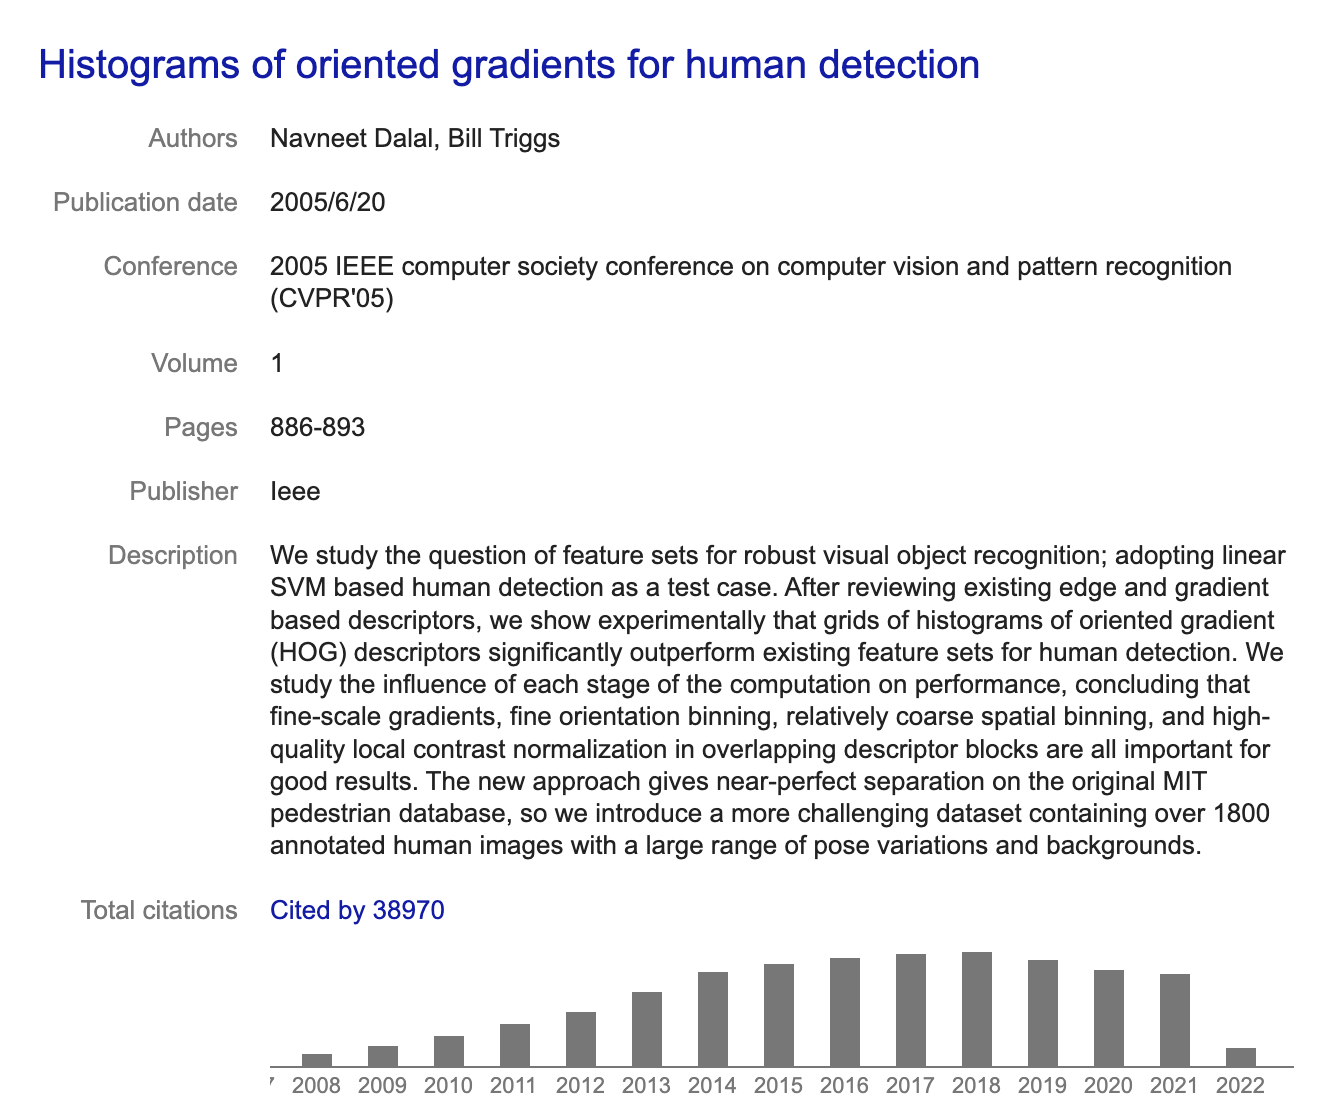 Histograms of oriented gradients for human detection
Authors Navneet Dalal, Bill Triggs
Publication date 2005/6/20
Conference 2005 IEEE computer society conference on computer vision and pattern recognition
(CVPR'05)
Volume 1
Pages 886-893
Publisher Ieee
Description We study the question of feature sets for robust visual object recognition; adopting linear
SVM based human detection as a test case. After reviewing existing edge and gradient
based descriptors, we show experimentally that grids of histograms of oriented gradient
(HOG) descriptors significantly outperform existing feature sets for human detection. We
study the influence of each stage of the computation on performance, concluding that
fine-scale gradients, fine orientation binning, relatively coarse spatial binning, and high-
quality local contrast normalization in overlapping descriptor blocks are all important for
good results. The new approach gives near-perfect separation on the original MIT
pedestrian database, so we introduce a more challenging dataset containing over 1800
annotated human images with a large range of pose variations and backgrounds.
Total citations Cited by 38970
2008 2009 2010 2011 2012 2013 2014 2015 2016 2017 2018 2019 2020 2021 2022